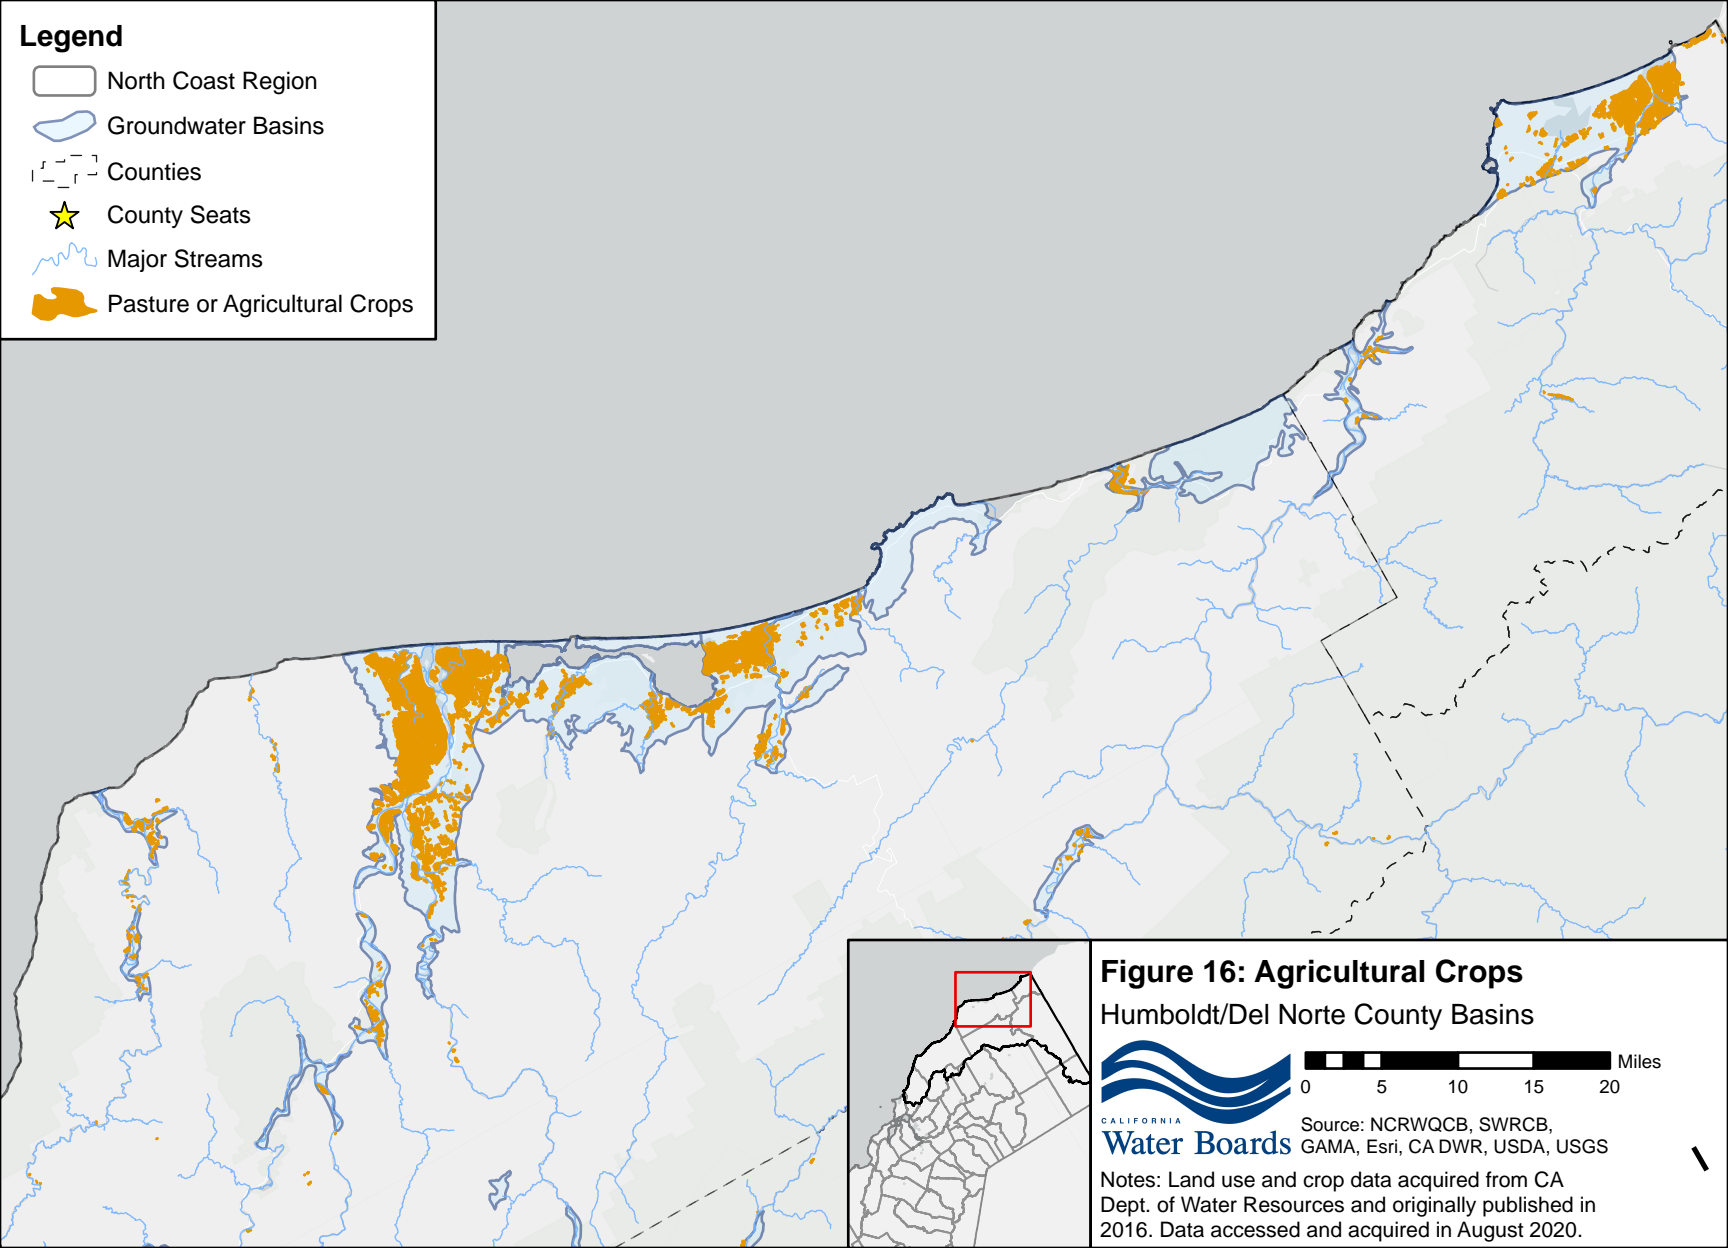 Legend
North Coast Region
Groundwater Basins
Counties
County Seats
Major Streams
Pasture or Agricultural Crops
Figure 16: Agricultural Crops
Humboldt/Del Norte County Basins
CALIFORNIA
Water Boards
Miles
0 5 10 15 20
Source: NCRWQCB, SWRCB,
GAMA, Esri, CA DWR, USDA, USGS
Notes: Land use and crop data acquired from CA
Dept. of Water Resources and originally published in
2016. Data accessed and acquired in August 2020.